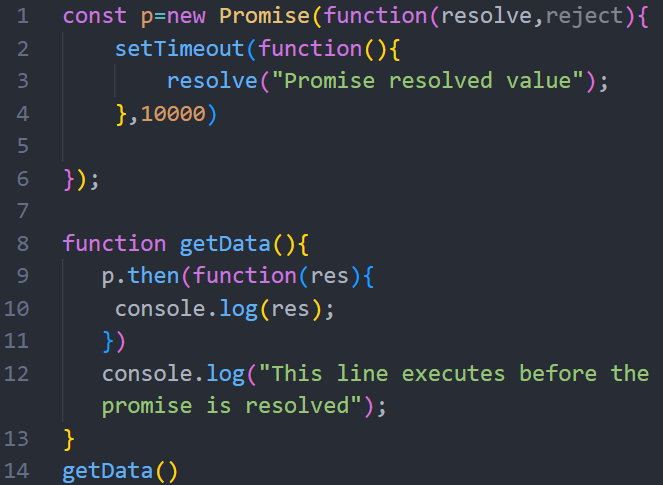 1 const p=new Promise(function(resolve,reject){
2     setTimeout(function(){
3         resolve("Promise resolved value");
4     },10000)
5
6 });
7
8 function getData(){
9    p.then(function(res){
10     console.log(res);
11    })
12    console.log("This line executes before the
   promise is resolved");
13 }
14 getData()